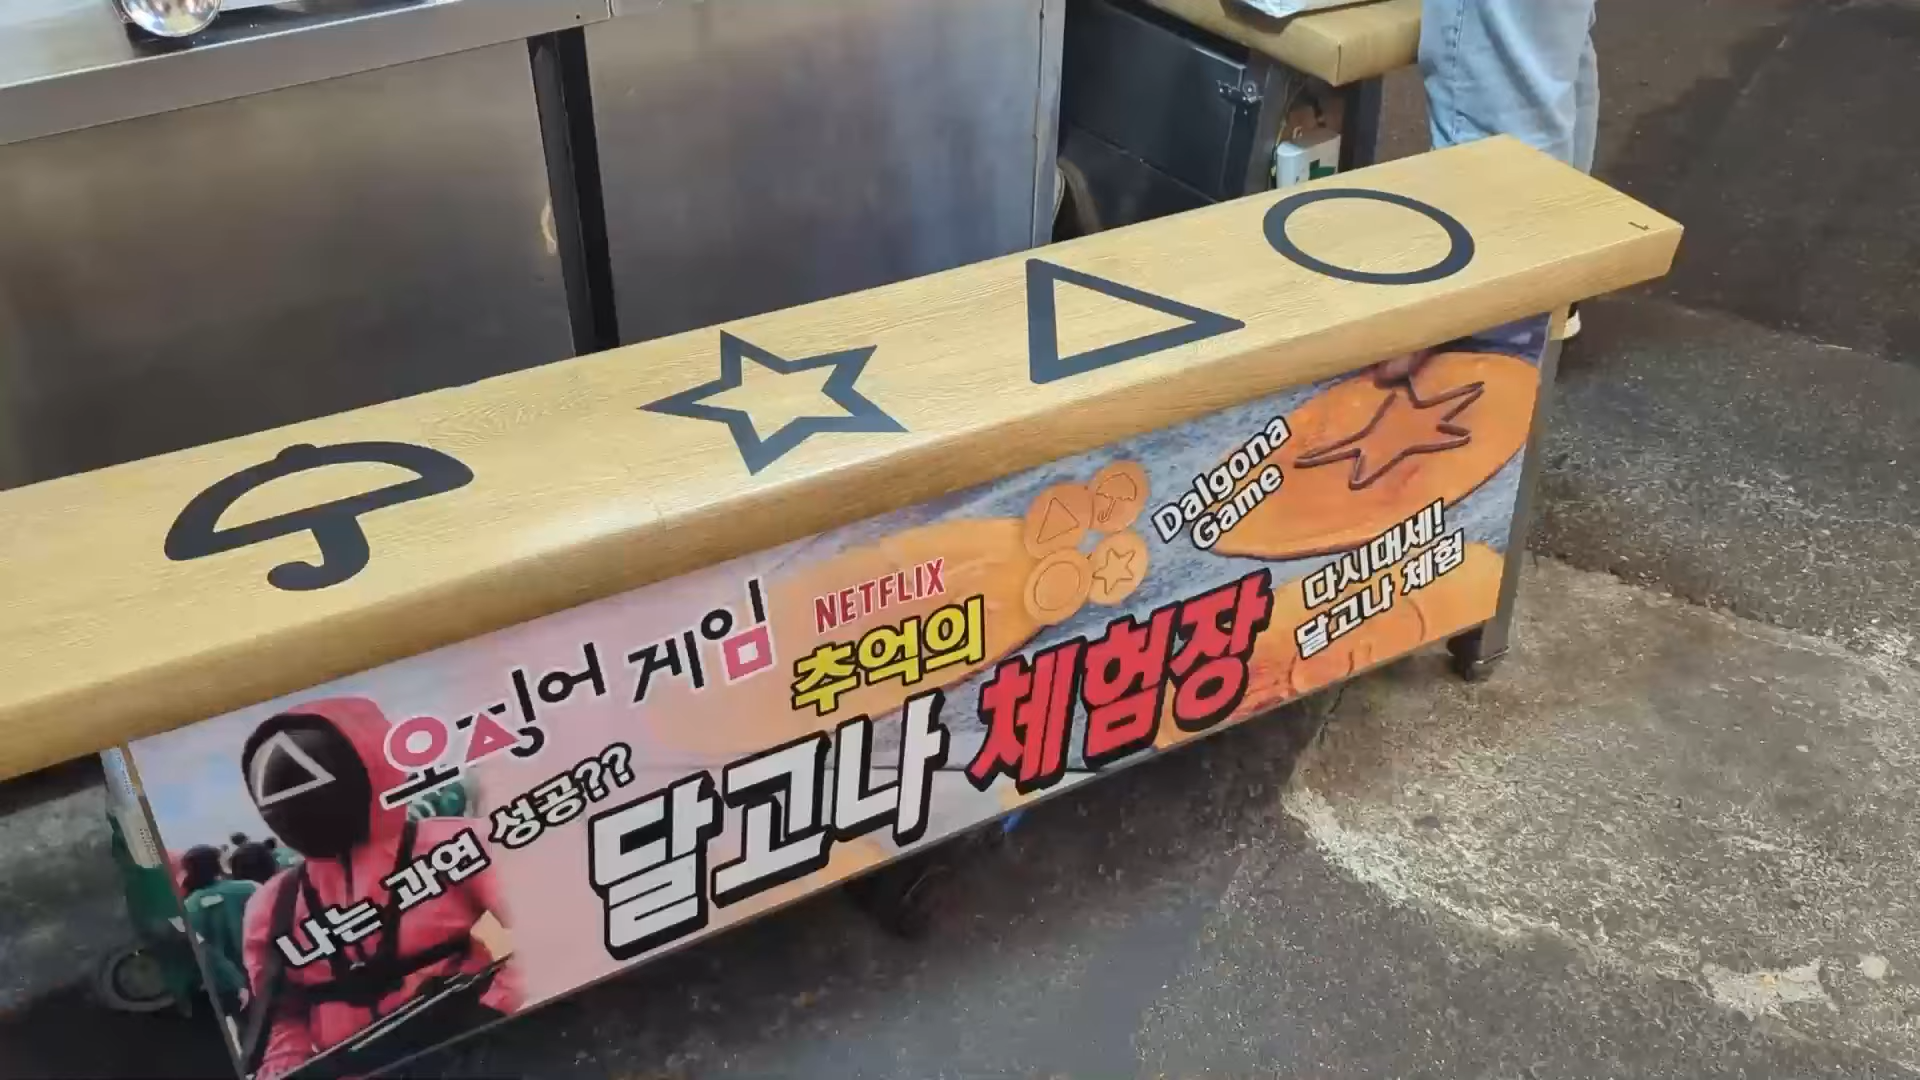 오징어 게임
NETFLIX
나는 과연 성공??
추억의
달고나 체험장
Dalgona
Game
다시대세!
달고나 체험